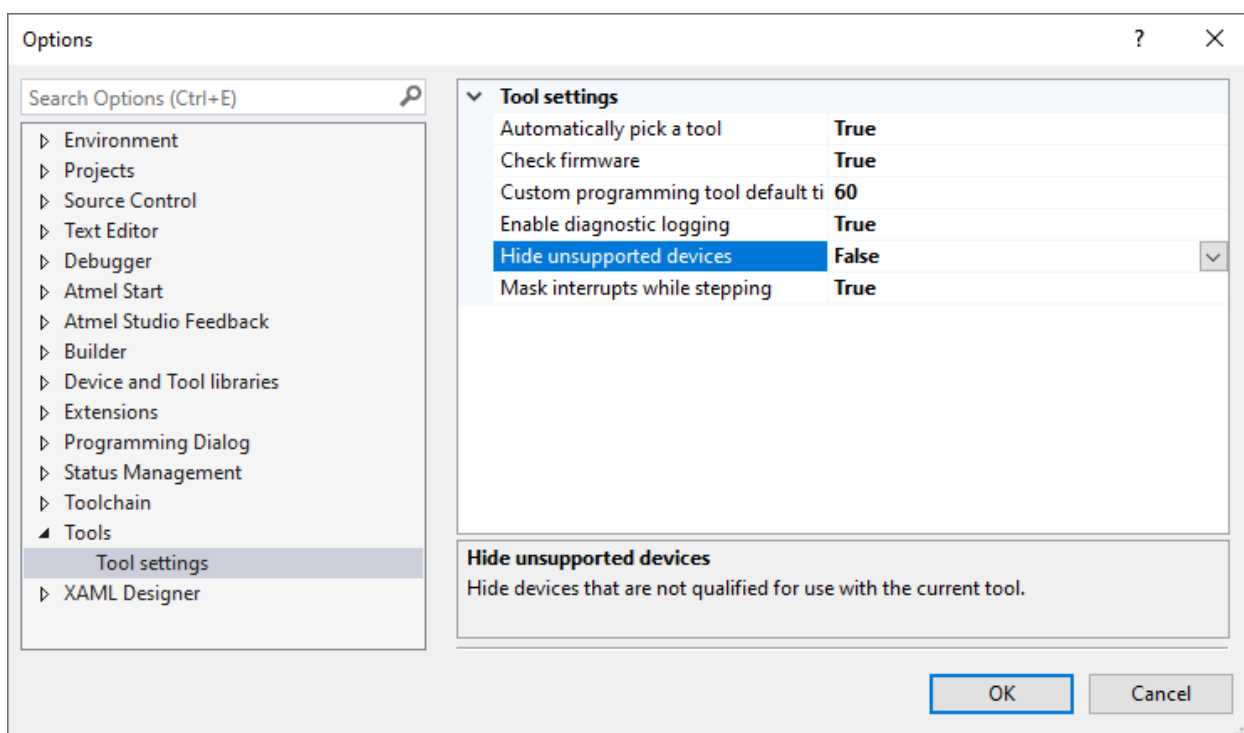 Options
Search Options (Ctrl+E)
Environment
Projects
Source Control
Text Editor
Debugger
Atmel Start
Atmel Studio Feedback
Builder
Device and Tool libraries
Extensions
Programming Dialog
Status Management
Toolchain
Tools
Tool settings
XAML Designer
Tool settings
Automatically pick a tool True
Check firmware True
Custom programming tool default ti 60
Enable diagnostic logging True
Hide unsupported devices False
Mask interrupts while stepping True
Hide unsupported devices
Hide devices that are not qualified for use with the current tool.
OK Cancel